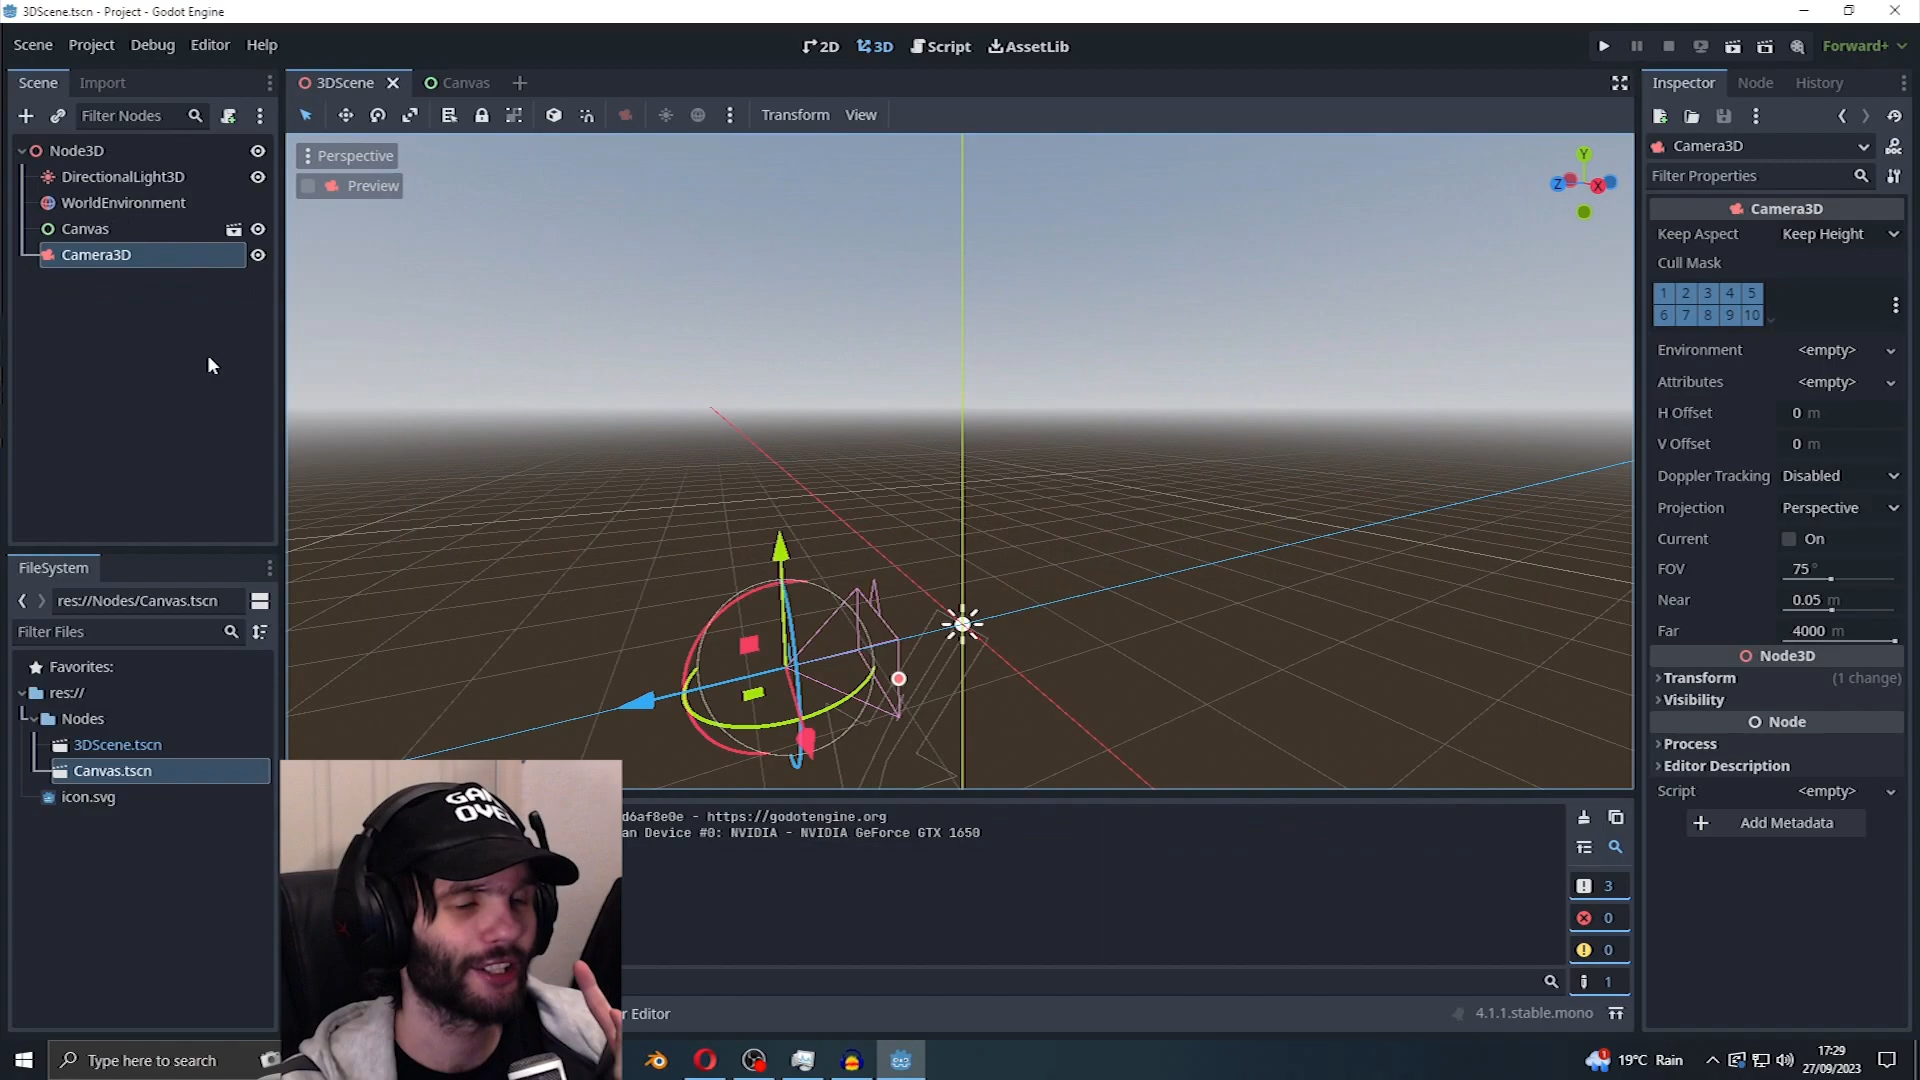 3DScene.tscn - Project - Godot Engine
Scene Project Debug Editor Help
2D 3D Script AssetLib
Forward+
Scene Import
3DScene Canvas
Inspector Node History
Filter Nodes
Transform View
Node3D
DirectionalLight3D
WorldEnvironment
Canvas
Camera3D
Perspective
Preview
Y
Z
X
Camera3D
Filter Properties
Camera3D
Keep Aspect Keep Height
Cull Mask
1 2 3 4 5
6 7 8 9 10
Environment <empty>
Attributes <empty>
H Offset 0 m
V Offset 0 m
Doppler Tracking Disabled
Projection Perspective
Current On
FOV 75 °
Near 0.05 m
Far 4000 m
Node3D
Transform (1 change)
Visibility
Node
Process
Editor Description
Script <empty>
Add Metadata
FileSystem
res://Nodes/Canvas.tscn
Filter Files
Favorites:
res://
Nodes
3DScene.tscn
Canvas.tscn
icon.svg
d6af8e0e - https://godotengine.org
an Device #0: NVIDIA - NVIDIA GeForce GTX 1650
3
0
0
1
r Editor
4.1.1.stable.mono
GAME
OVER
Type here to search
1
19°C Rain
17:29
27/09/2023